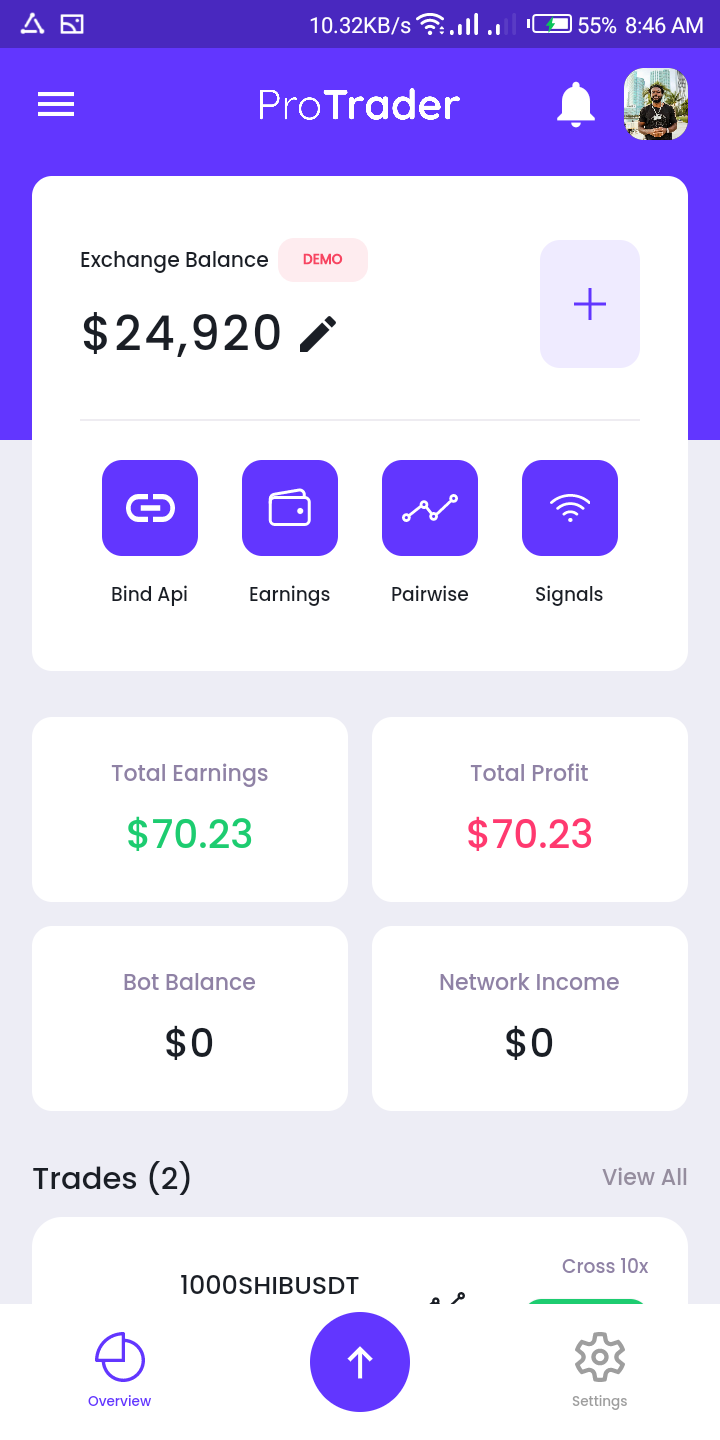 10.32KB/s 55% 8:46 AM
ProTrader
Exchange Balance DEMO
$24,920
Bind Api Earnings Pairwise Signals
Total Earnings Total Profit
$70.23 $70.23
Bot Balance Network Income
$0 $0
Trades (2) View All
Cross 10x
1000SHIBUSDT
Overview Settings